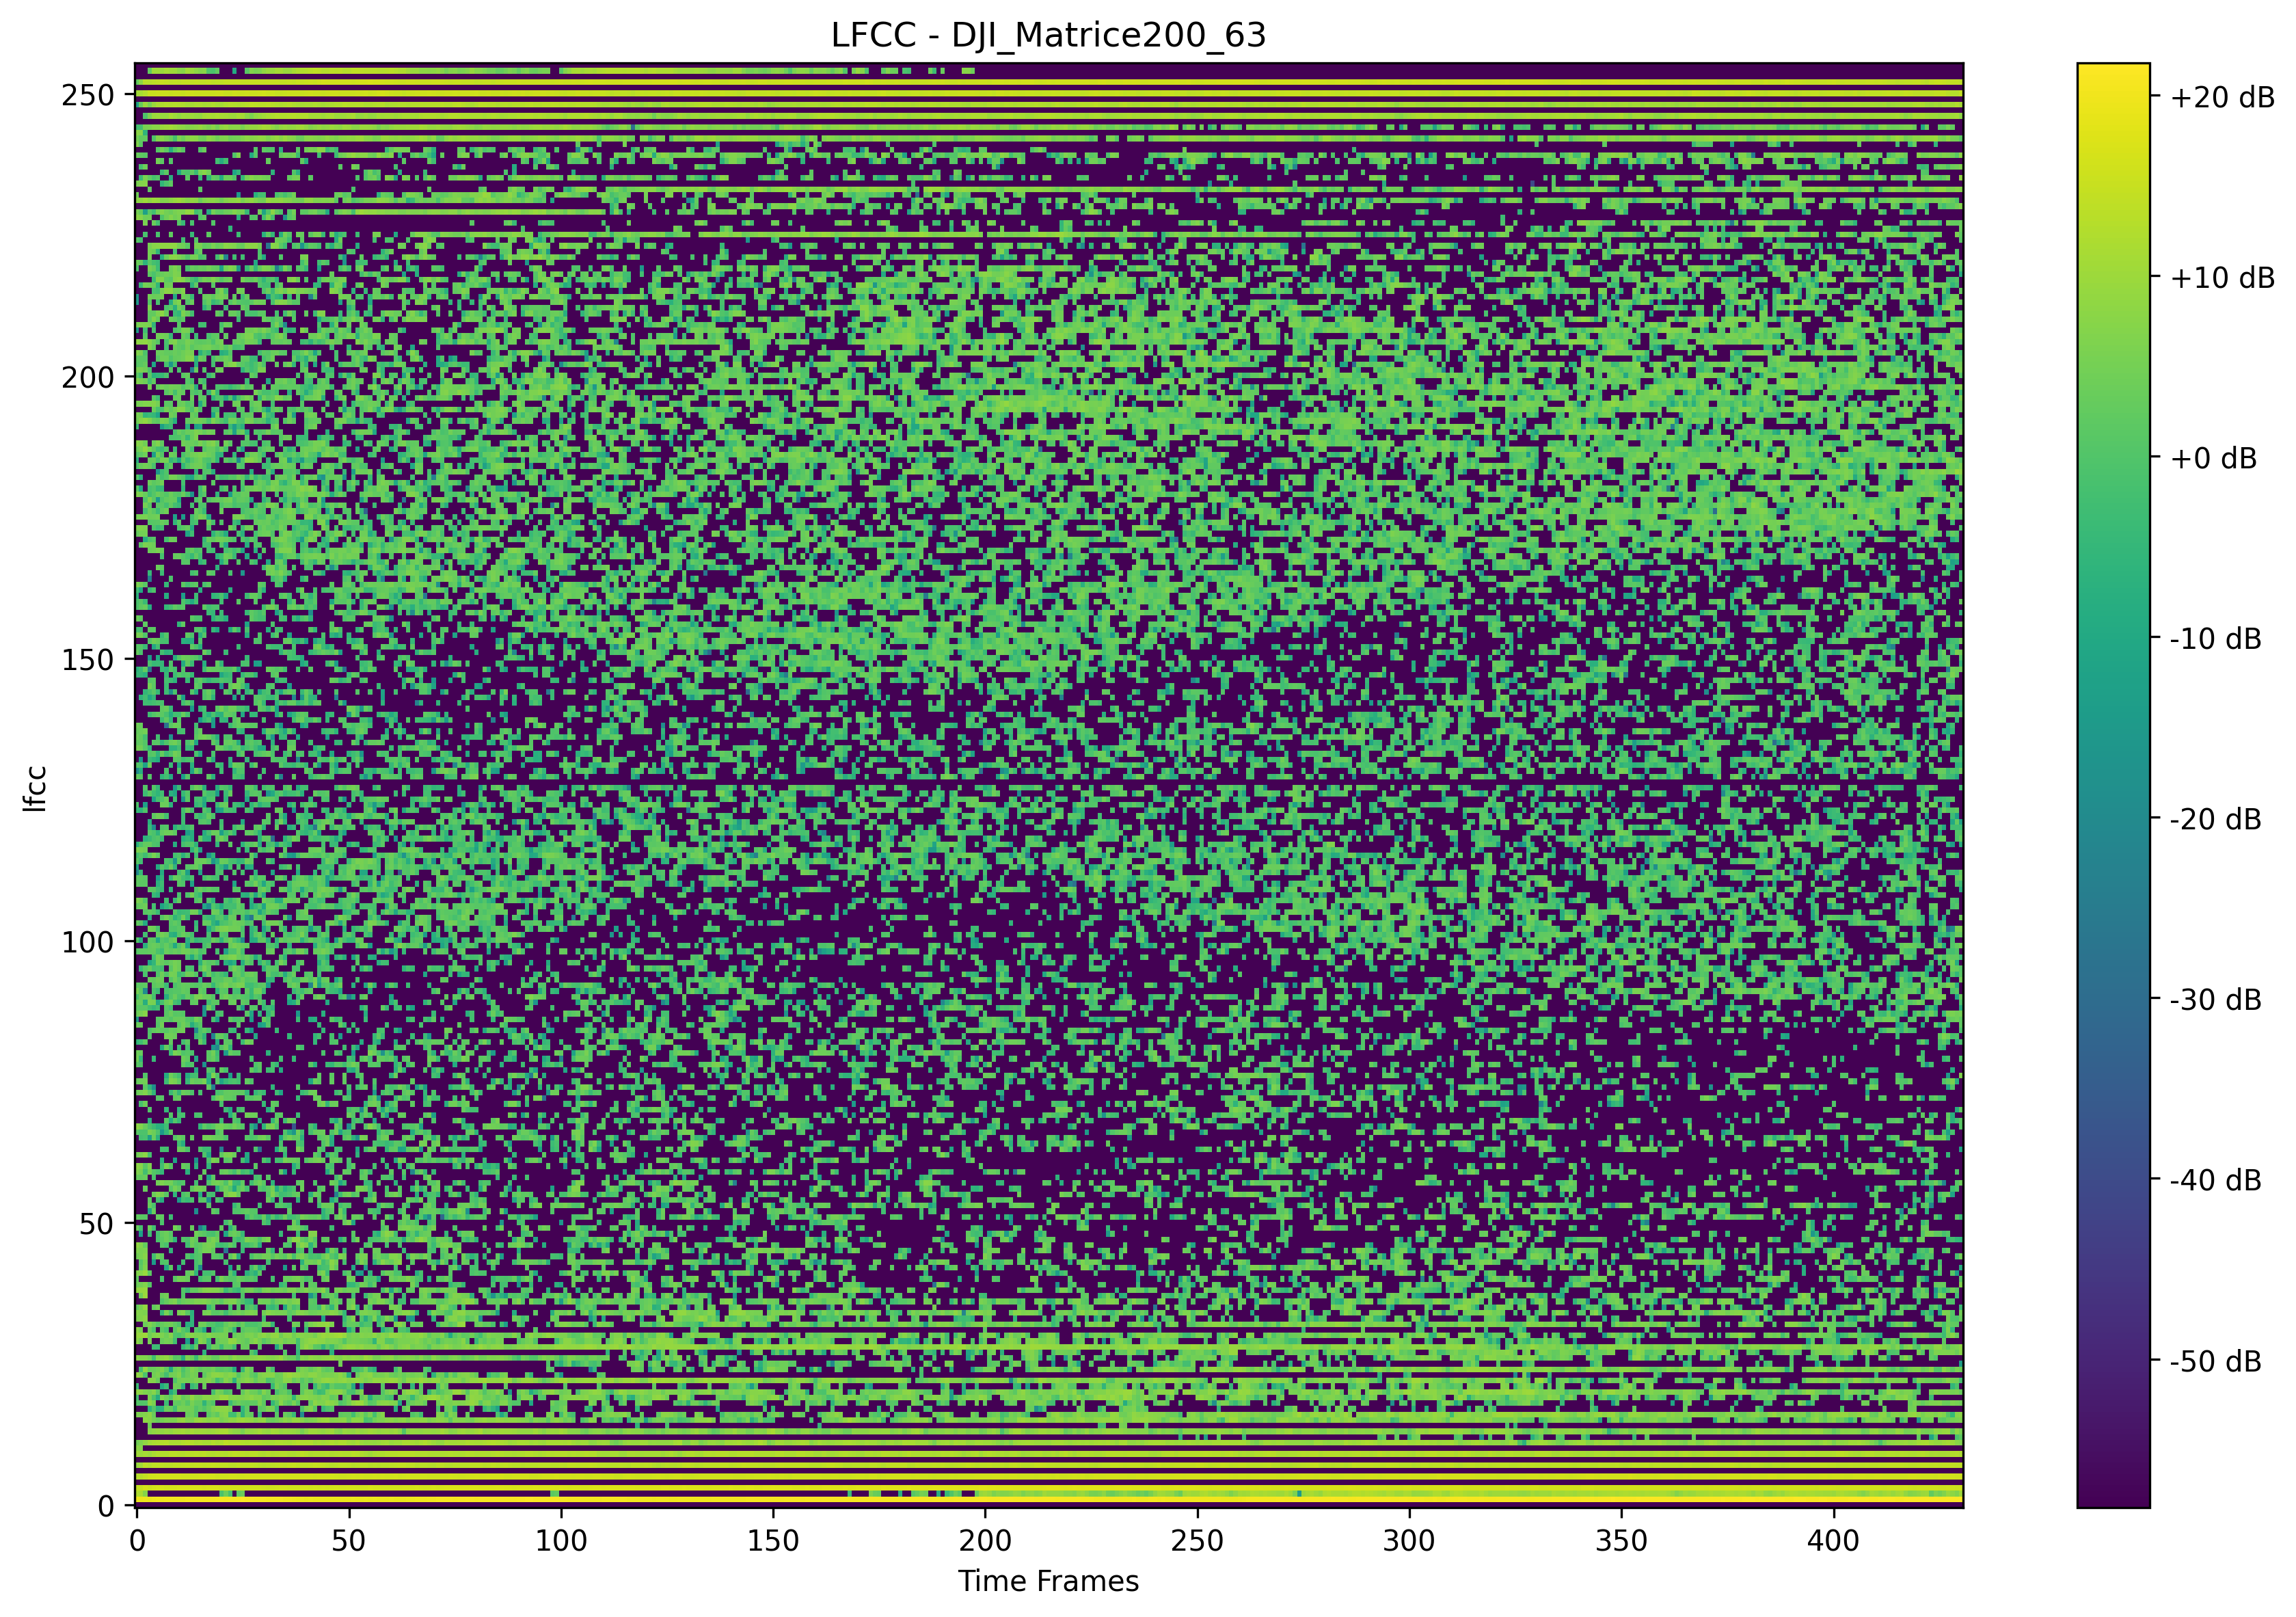 LFCC - DJI_Matrice200_63
250
200
150
100
50
0
lfcc
0 50 100 150 200 250 300 350 400
Time Frames
+20 dB
+10 dB
+0 dB
-10 dB
-20 dB
-30 dB
-40 dB
-50 dB